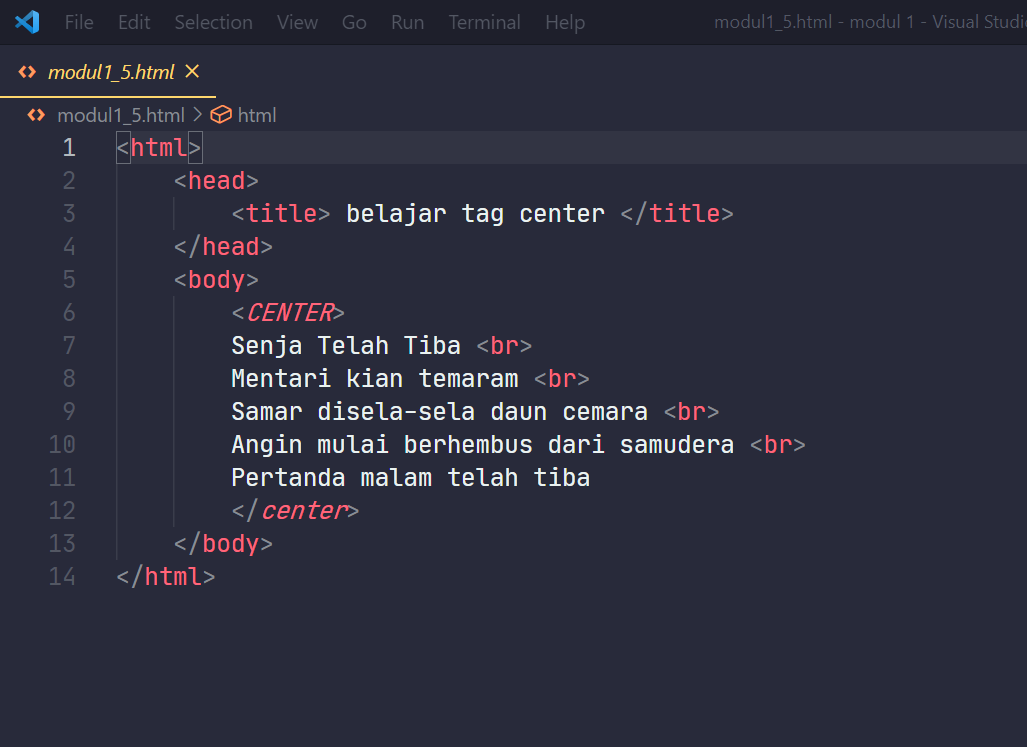 File Edit Selection View Go Run Terminal Help modul1_5.html - modul 1 - Visual Studi
modul1_5.html
modul1_5.html > html
1 <html>
2 <head>
3 <title> belajar tag center </title>
4 </head>
5 <body>
6 <CENTER>
7 Senja Telah Tiba <br>
8 Mentari kian temaram <br>
9 Samar disela-sela daun cemara <br>
10 Angin mulai berhembus dari samudera <br>
11 Pertanda malam telah tiba
12 </center>
13 </body>
14 </html>